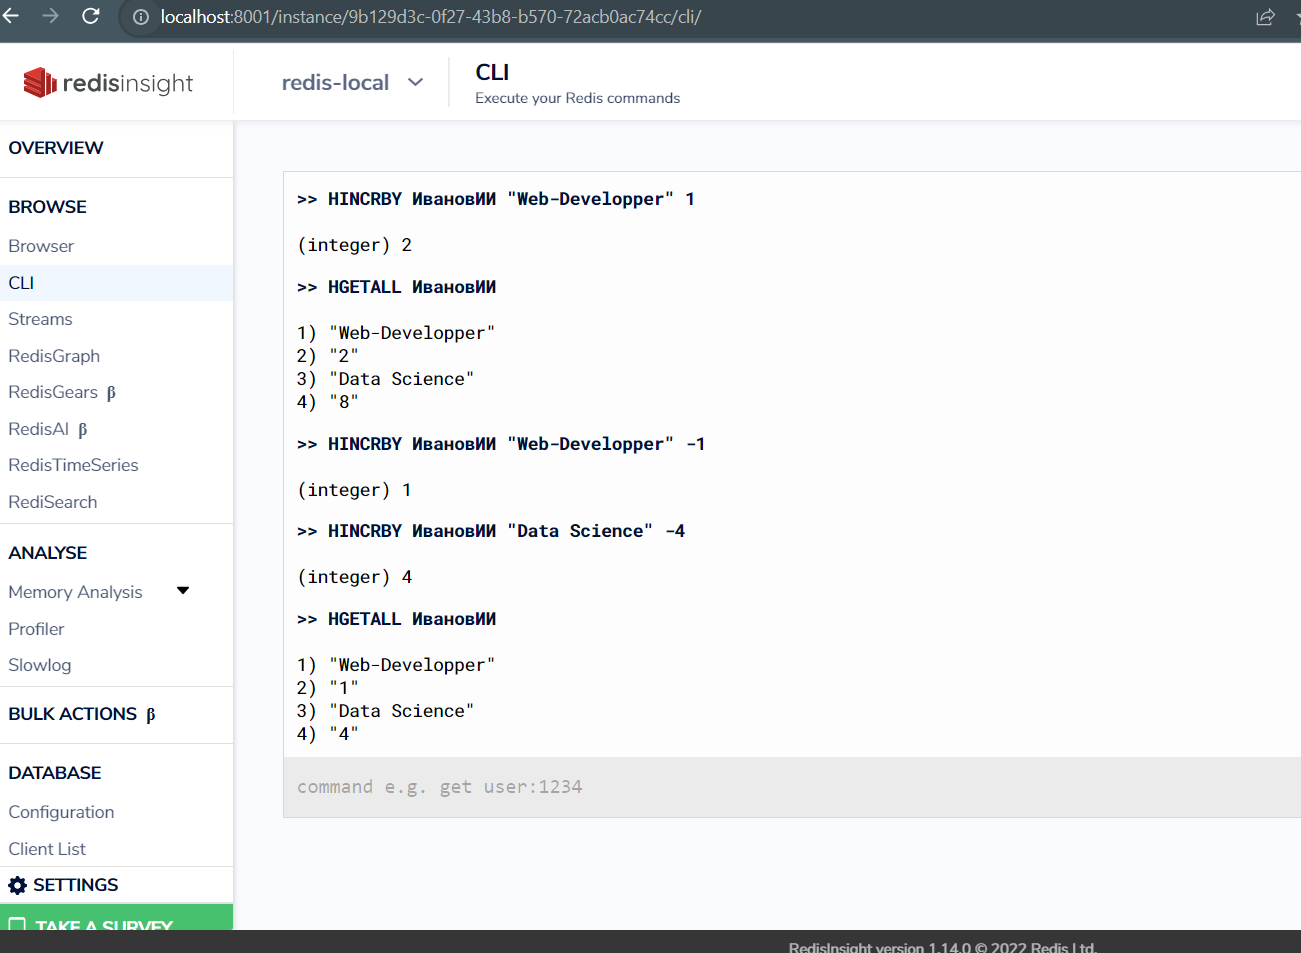 localhost:8001/instance/9b129d3c-0f27-43b8-b570-72acb0ac74cc/cli/
redisinsight
redis-local
CLI
Execute your Redis commands
OVERVIEW
BROWSE
Browser
CLI
Streams
RedisGraph
RedisGears β
RedisAI β
RedisTimeSeries
RediSearch
ANALYSE
Memory Analysis
Profiler
Slowlog
BULK ACTIONS β
DATABASE
Configuration
Client List
SETTINGS
TAKE A SURVEY
>> HINCRBY ИвановИИ "Web-Developper" 1
(integer) 2
>> HGETALL ИвановИИ
1) "Web-Developper"
2) "2"
3) "Data Science"
4) "8"
>> HINCRBY ИвановИИ "Web-Developper" -1
(integer) 1
>> HINCRBY ИвановИИ "Data Science" -4
(integer) 4
>> HGETALL ИвановИИ
1) "Web-Developper"
2) "1"
3) "Data Science"
4) "4"
command e.g. get user:1234
RedisInsight version 1.14.0 © 2022 Redis Ltd.